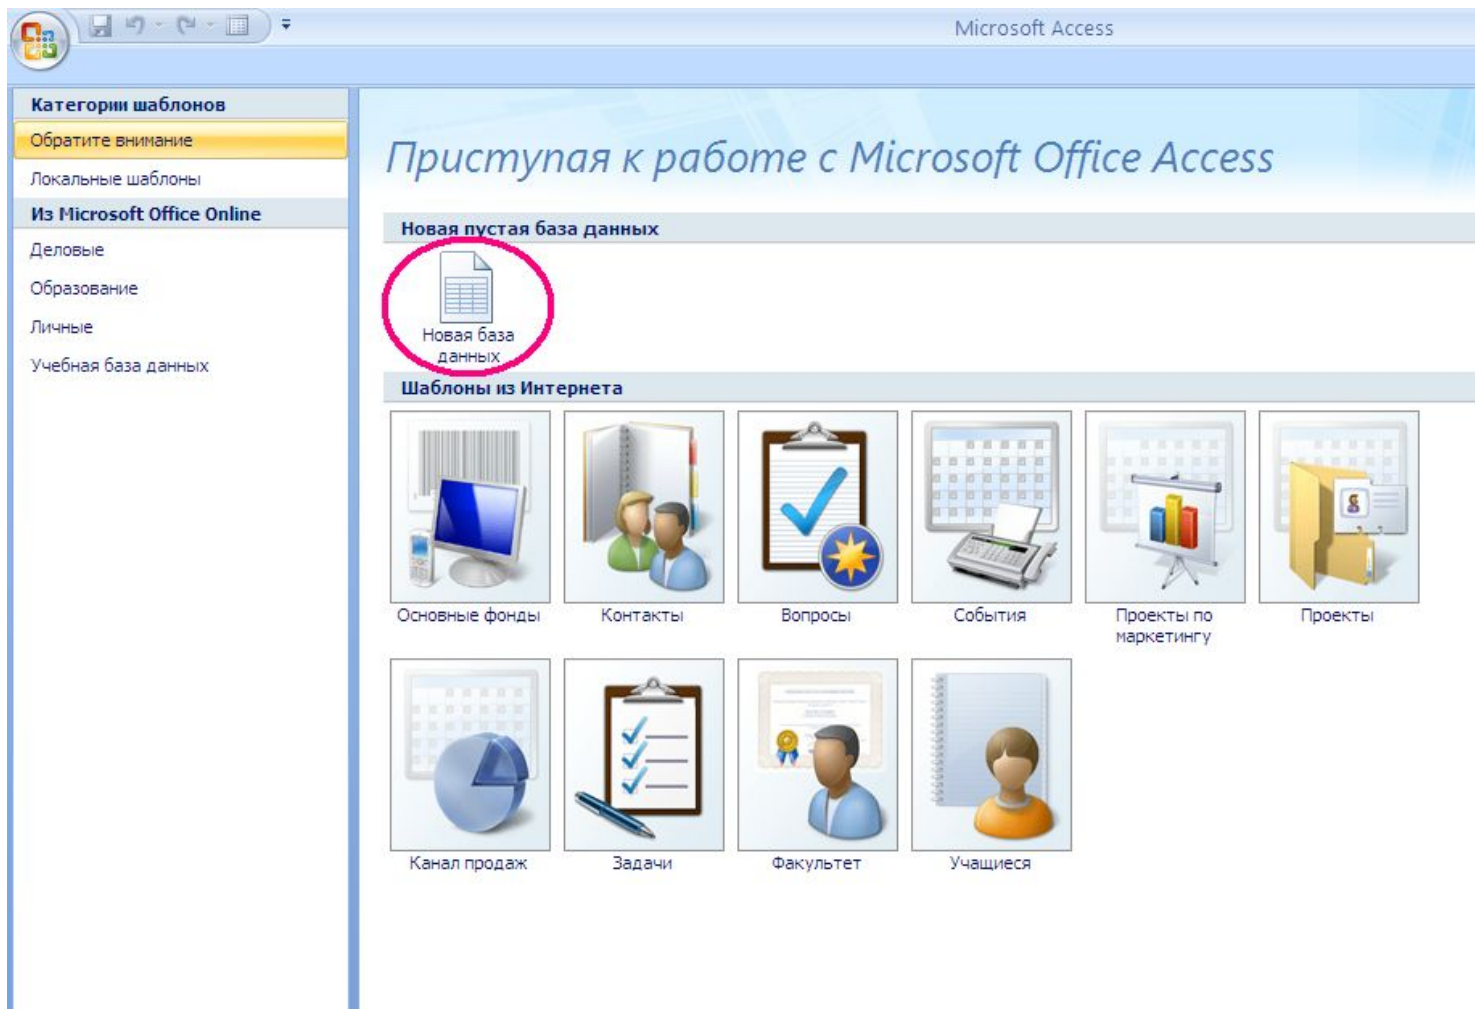 Microsoft Access
Категории шаблонов
Обратите внимание
Локальные шаблоны
Из Microsoft Office Online
Деловые
Образование
Личные
Учебная база данных
Приступая к работе с Microsoft Office Access
Новая пустая база данных
Новая база
данных
Шаблоны из Интернета
Основные фонды
Контакты
Вопросы
События
Проекты по
маркетингу
Проекты
Канал продаж
Задачи
Факультет
Учащиеся